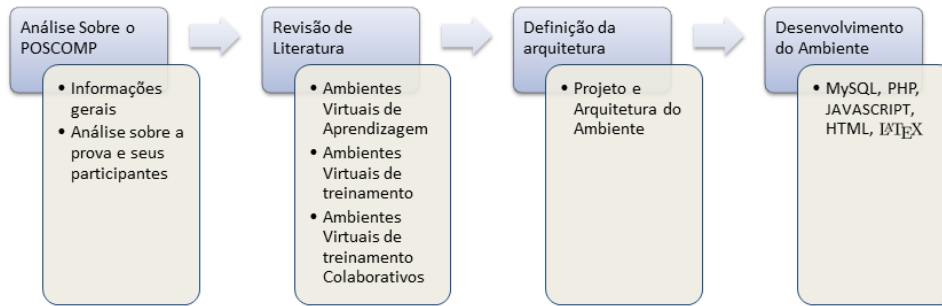 Análise Sobre o
POSCOMP
• Informações
gerais
• Análise sobre a
prova e seus
participantes
Revisão de
Literatura
• Ambientes
Virtuais de
Aprendizagem
• Ambientes
Virtuais de
treinamento
• Ambientes
Virtuais de
treinamento
Colaborativos
Definição da
arquitetura
• Projeto e
Arquitetura do
Ambiente
Desenvolvimento
do Ambiente
• MySQL, PHP,
JAVASCRIPT,
HTML, LATEX